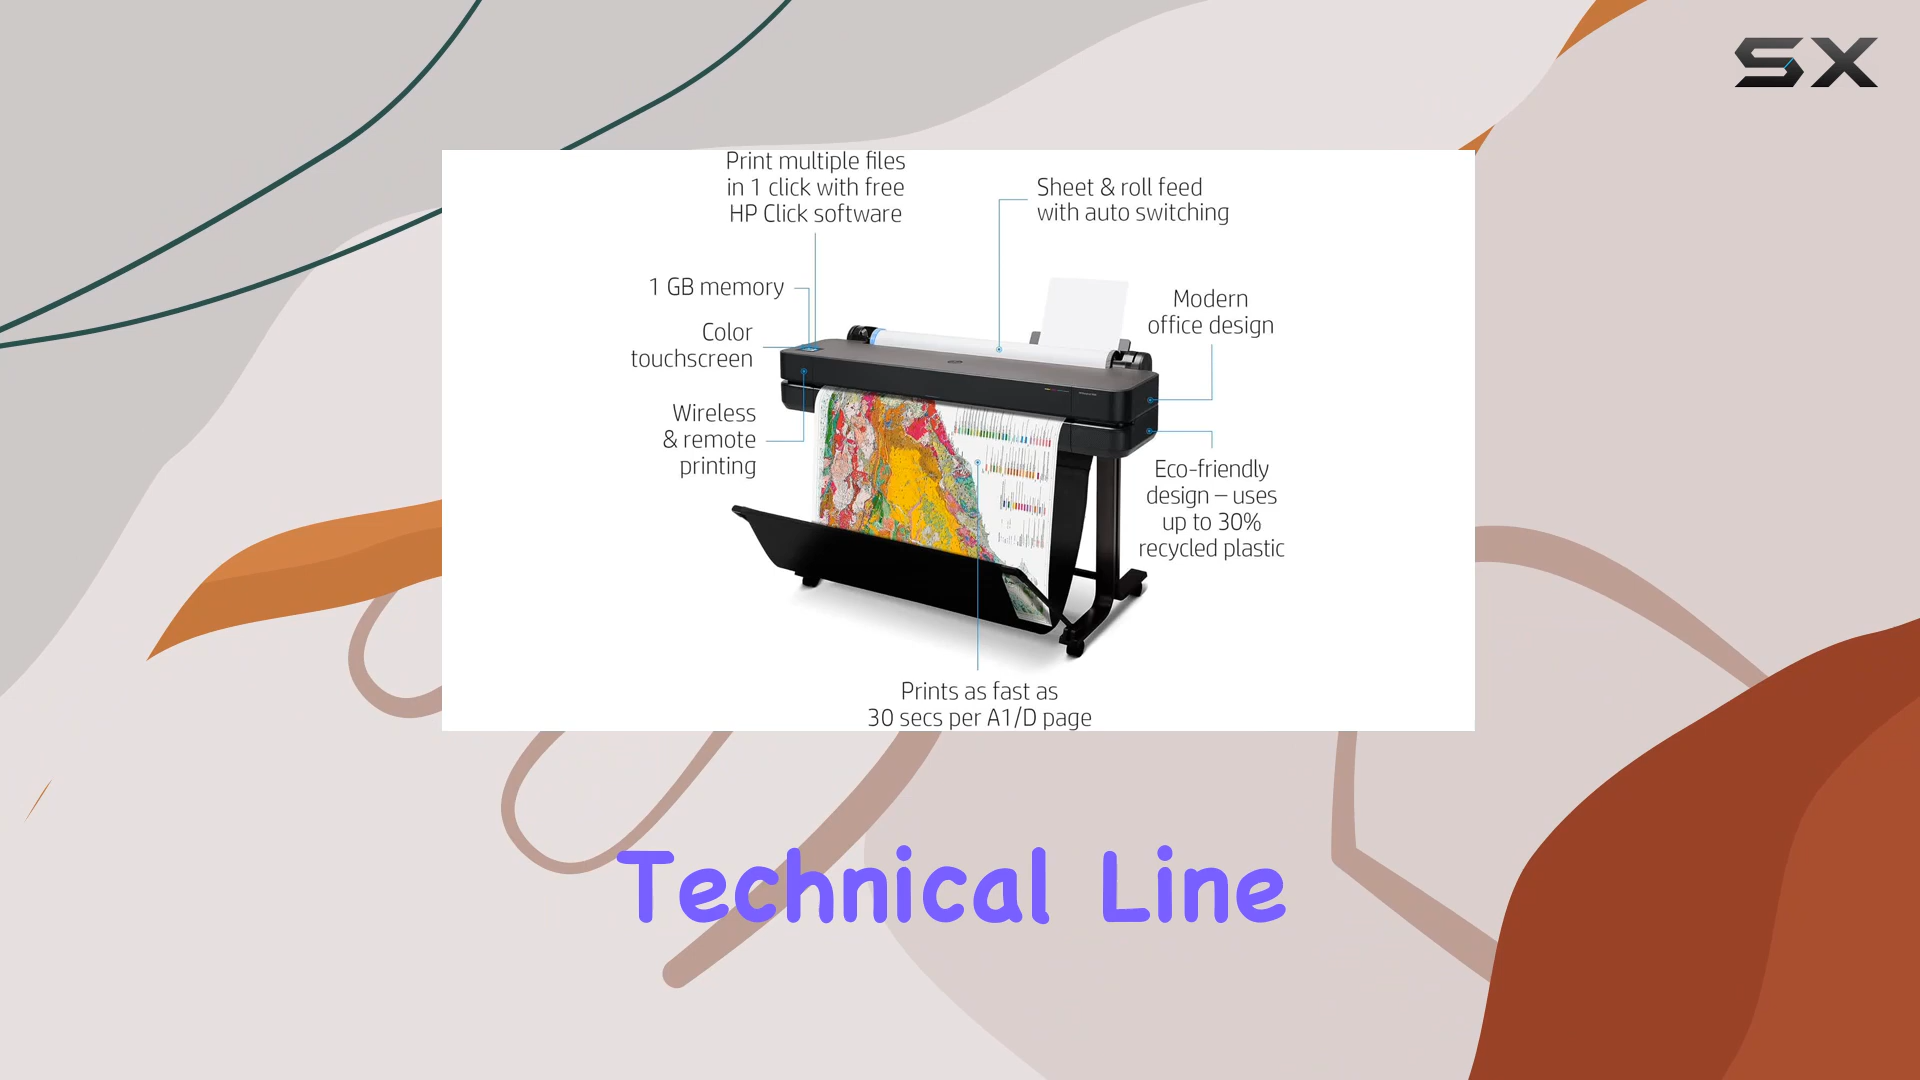 SX
Print multiple files
in 1 click with free
HP Click software
Sheet & roll feed
with auto switching
1 GB memory
Color
touchscreen
Modern
office design
Wireless
& remote
printing
Eco-friendly
design – uses
up to 30%
recycled plastic
Prints as fast as
30 secs per A1/D page
Technical Line